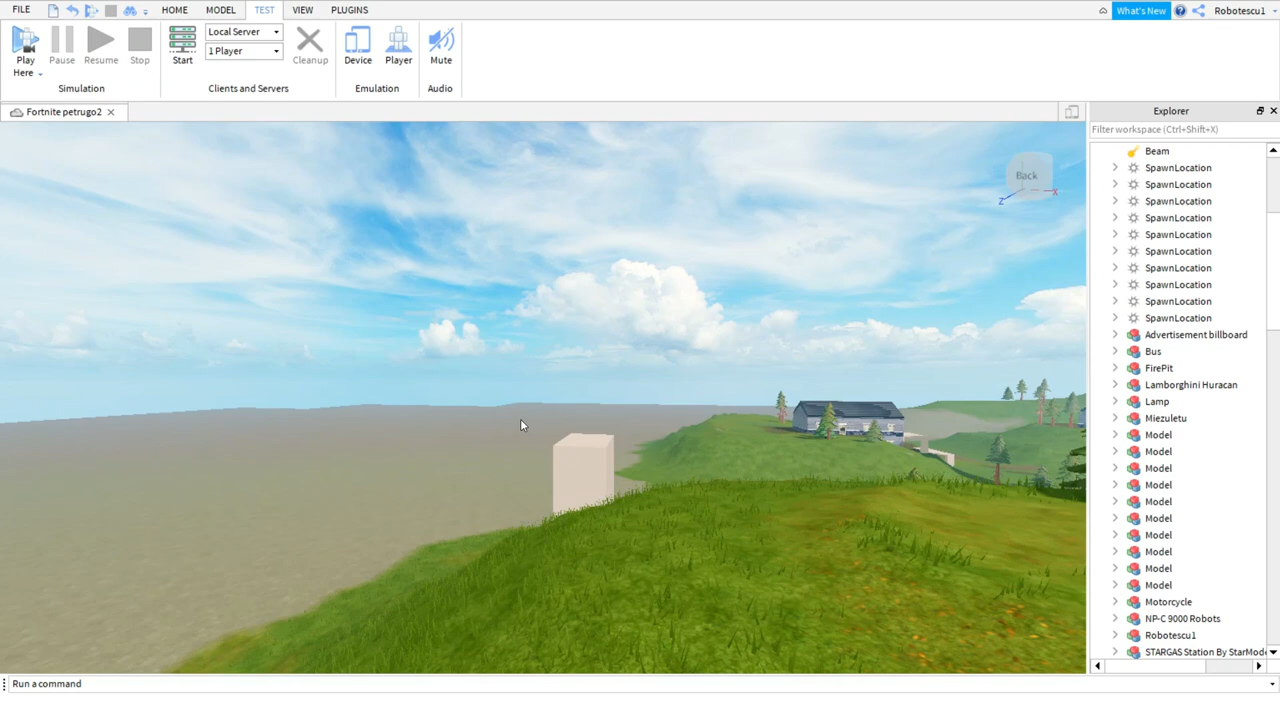 FILE HOME MODEL TEST VIEW PLUGINS What's New Robotescu1
Play Here Pause Resume Stop
Simulation
Start Local Server
1 Player
Cleanup
Clients and Servers
Device Player
Emulation
Mute
Audio
Fortnite petrugo2
Back
Z X
Explorer
Filter workspace (Ctrl+Shift+X)
Beam
SpawnLocation
SpawnLocation
SpawnLocation
SpawnLocation
SpawnLocation
SpawnLocation
SpawnLocation
SpawnLocation
SpawnLocation
SpawnLocation
Advertisement billboard
Bus
FirePit
Lamborghini Huracan
Lamp
Miezuletu
Model
Model
Model
Model
Model
Model
Model
Model
Model
Model
Motorcycle
NP-C 9000 Robots
Robotescu1
STARGAS Station By StarMode
Run a command